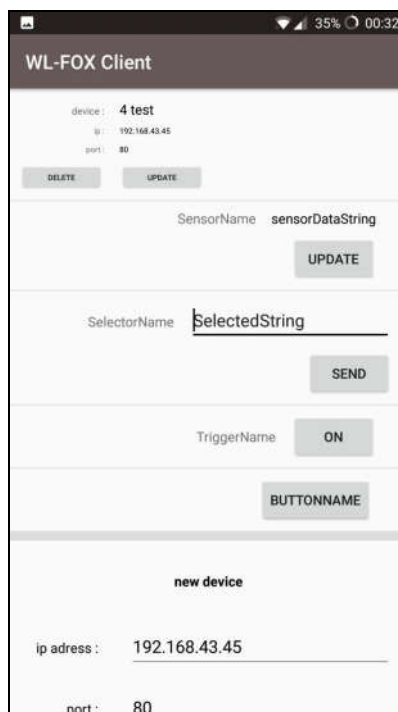 35% 00:32
WL-FOX Client
device : 4 test
ip : 192.168.43.45
port : 80
DELETE UPDATE
SensorName sensorDataString
UPDATE
SelectorName SelectedString
SEND
TriggerName ON
BUTTONNAME
new device
ip adress : 192.168.43.45
port : 80